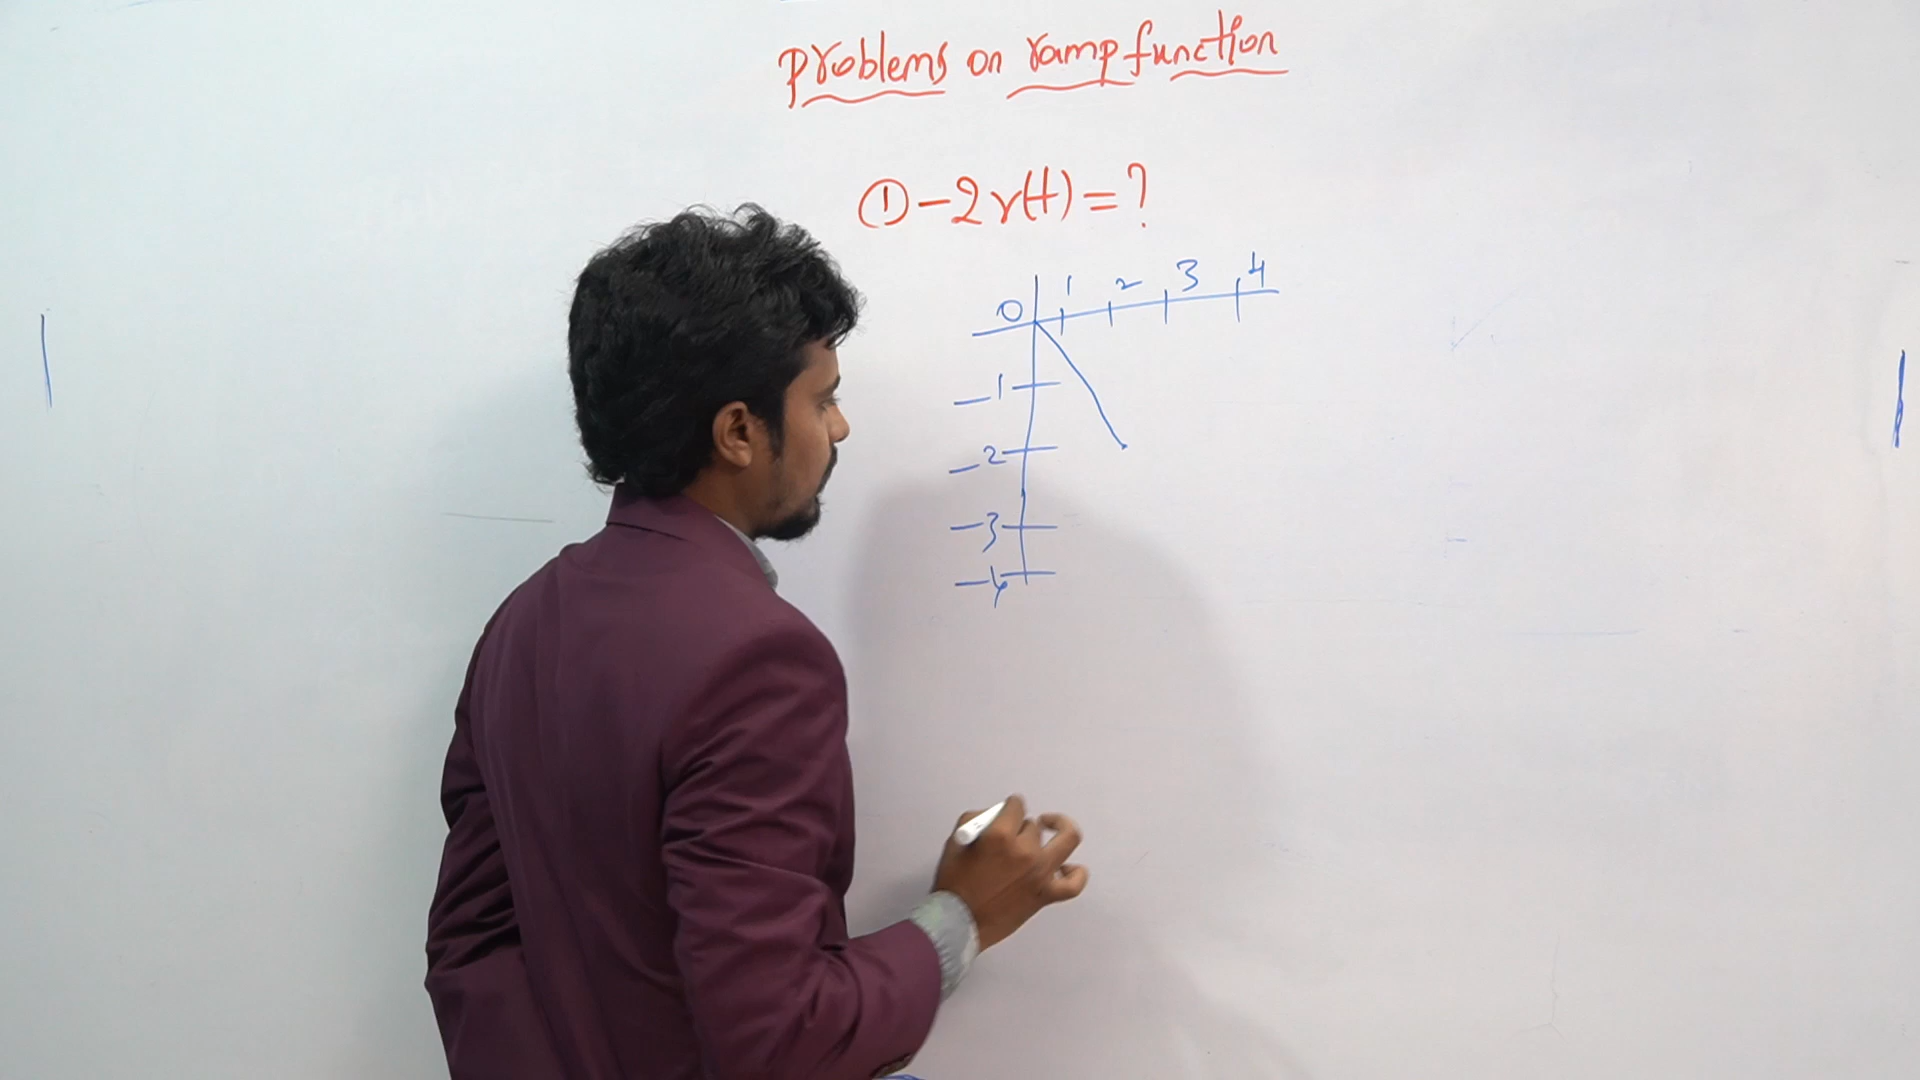 Problems on ramp function
① -2r(t) = ?
0 1 2 3 4
-1
-2
-3
-4